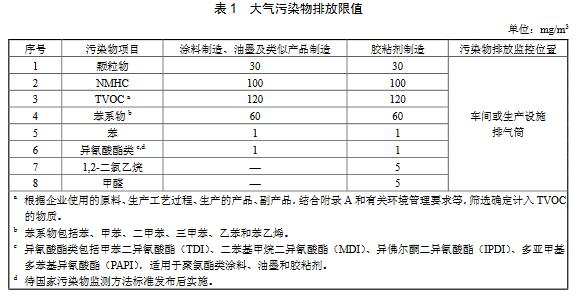 表 1 大气污染物排放限值
单位：mg/m³
序号 污染物项目 涂料制造、油墨及类似产品制造 胶粘剂制造 污染物排放监控位置
1 颗粒物 30 30
2 NMHC 100 100
3 TVOC ᵃ 120 120
4 苯系物 ᵇ 60 60
车间或生产设施
排气筒
5 苯 1 1
6 异氰酸酯类 ᶜ,ᵈ 1 1
7 1,2-二氯乙烷 — 5
8 甲醛 — 5
ᵃ 根据企业使用的原料、生产工艺过程、生产的产品、副产品，结合附录 A 和有关环境管理要求等，筛选确定计入 TVOC
的物质。
ᵇ 苯系物包括苯、甲苯、二甲苯、三甲苯、乙苯和苯乙烯。
ᶜ 异氰酸酯类包括甲苯二异氰酸酯（TDI）、二苯基甲烷二异氰酸酯（MDI）、异佛尔酮二异氰酸酯（IPDI）、多亚甲基
多苯基异氰酸酯（PAPI），适用于聚氨酯类涂料、油墨和胶粘剂。
ᵈ 待国家污染物监测方法标准发布后实施。